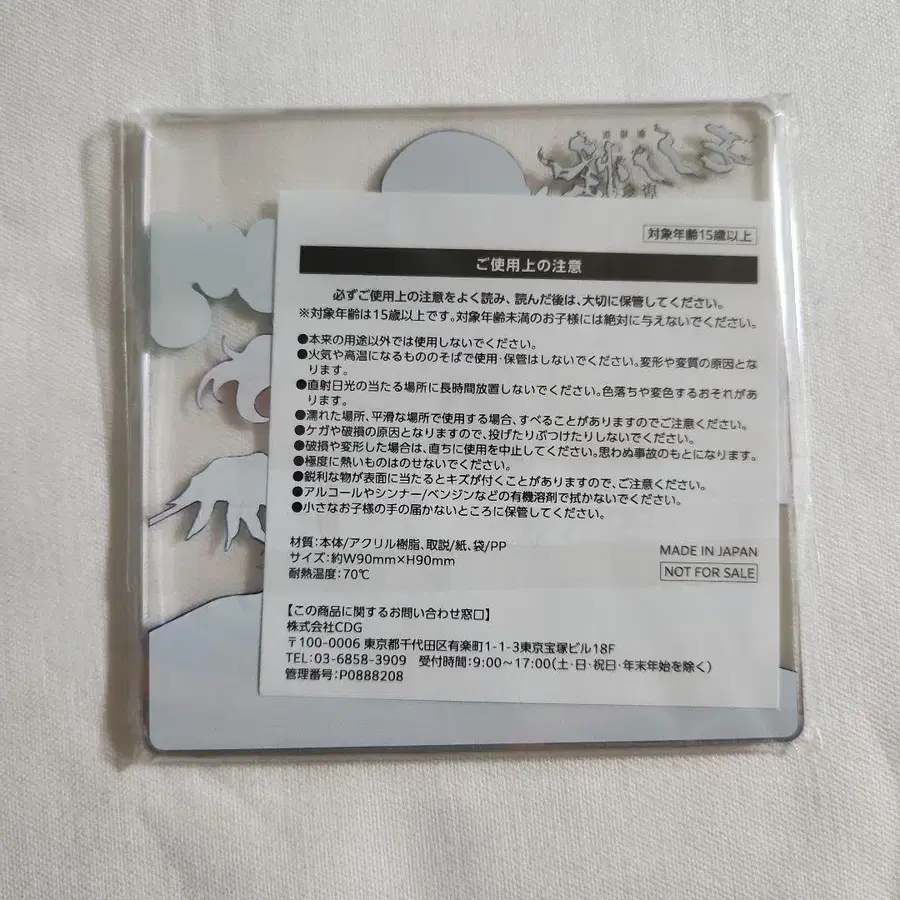 対象年齢15歳以上
ご使用上の注意
必ずご使用上の注意をよく読み、読んだ後は、大切に保管してください。
※対象年齢は15歳以上です。対象年齢未満のお子様には絶対に与えないでください。
●本来の用途以外では使用しないでください。
●火気や高温になるもののそばで使用・保管はしないでください。変形や変質の原因とな
ります。
●直射日光の当たる場所に長時間放置しないでください。色落ちや変色するおそれがあ
ります。
●濡れた場所、平滑な場所で使用する場合、すべることがありますのでご注意ください。
●ケガや破損の原因となりますので、投げたりぶつけたりしないでください。
●破損や変形した場合は、直ちに使用を中止してください。思わぬ事故のもとになります。
●極度に熱いものはのせないでください。
●鋭利な物が表面に当たるとキズが付くことがありますので、ご注意ください。
●アルコールやシンナー/ベンジンなどの有機溶剤で拭かないでください。
●小さなお子様の手の届かないところに保管してください。
材質:本体/アクリル樹脂、取説/紙、袋/PP
サイズ:約W90mm×H90mm
耐熱温度:70℃
MADE IN JAPAN
NOT FOR SALE
【この商品に関するお問い合わせ窓口】
株式会社CDG
〒100-0006 東京都千代田区有楽町1-1-3東京宝塚ビル18F
TEL:03-6858-3909 受付時間:9:00〜17:00(土・日・祝日・年末年始を除く)
管理番号:P0888208